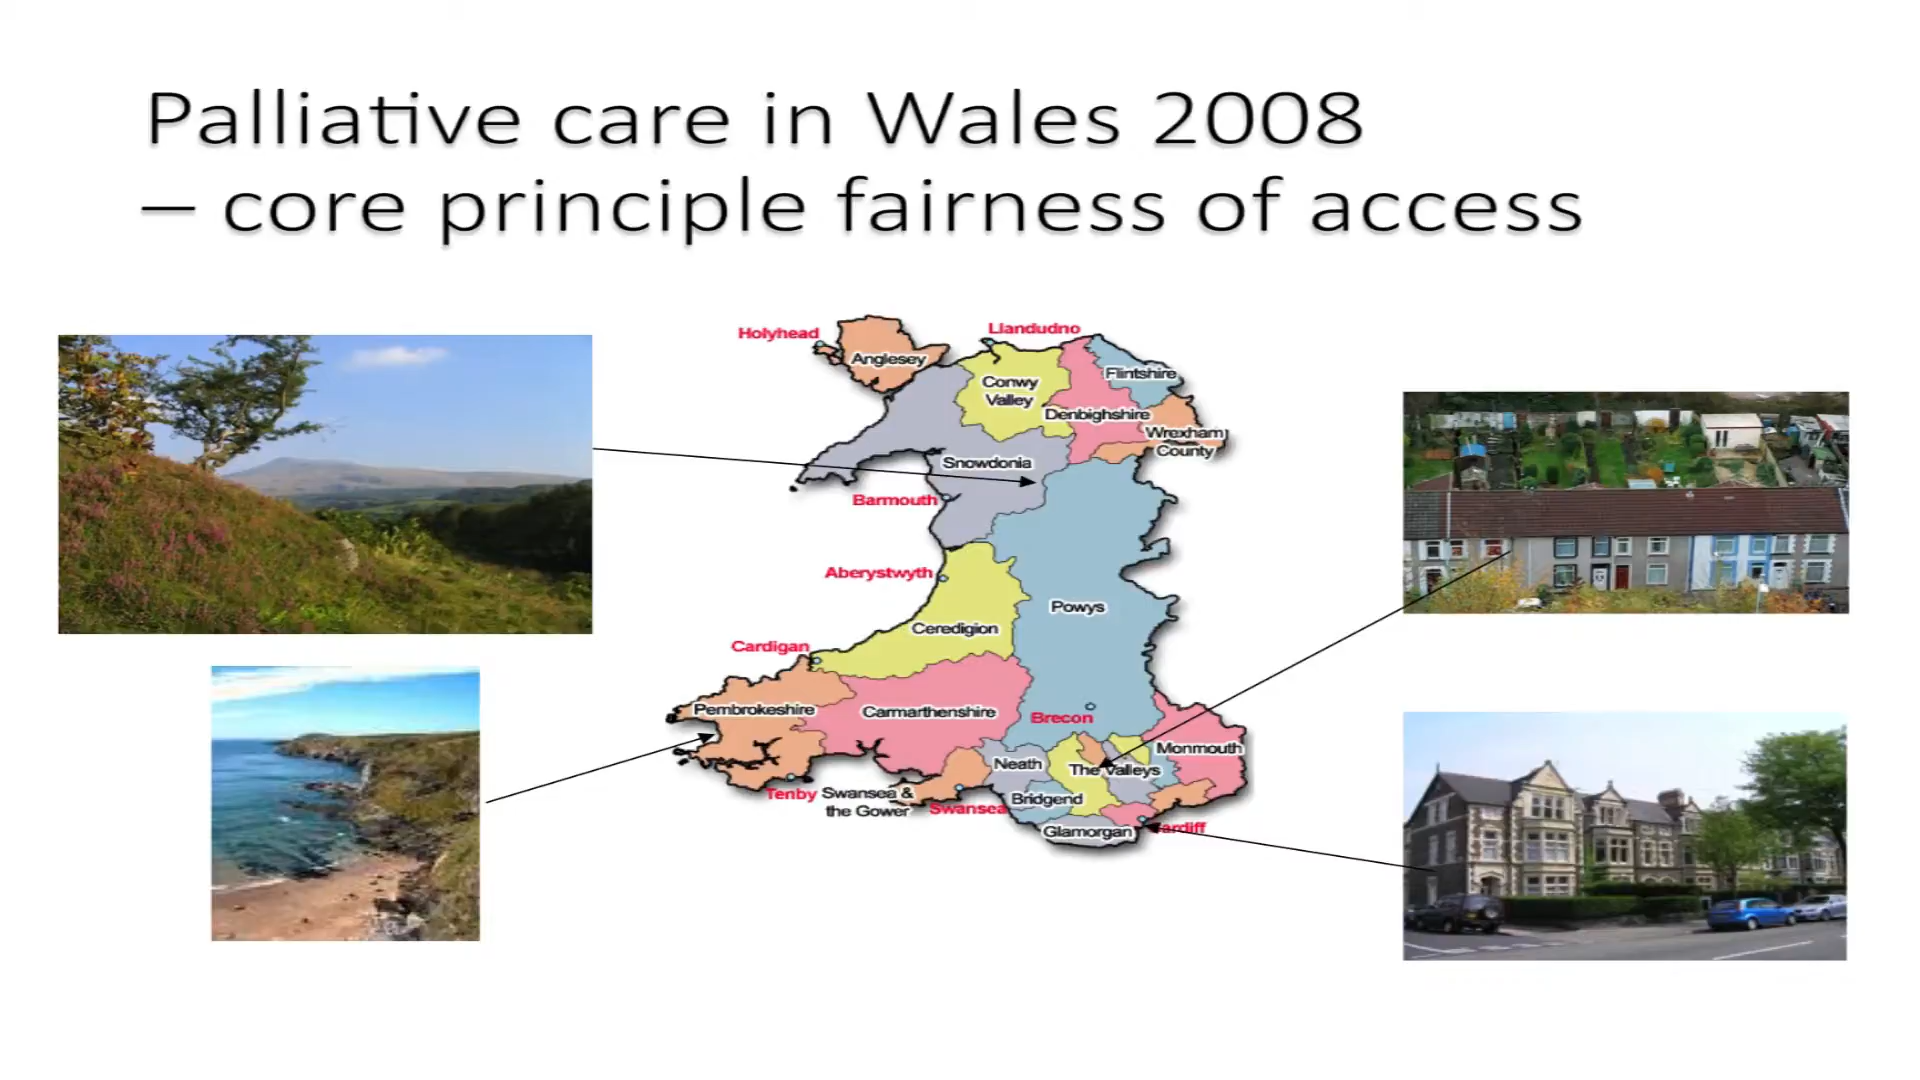 Palliative care in Wales 2008
– core principle fairness of access
Holyhead
Llandudno
Anglesey
Flintshire
Conwy
Valley
Denbighshire
Wrexham
County
Snowdonia
Barmouth
Aberystwyth
Powys
Ceredigion
Cardigan
Pembrokeshire
Carmarthenshire
Brecon
Monmouth
Neath
The Valleys
Tenby
Swansea &
the Gower
Swansea
Bridgend
Glamorgan
ardiff